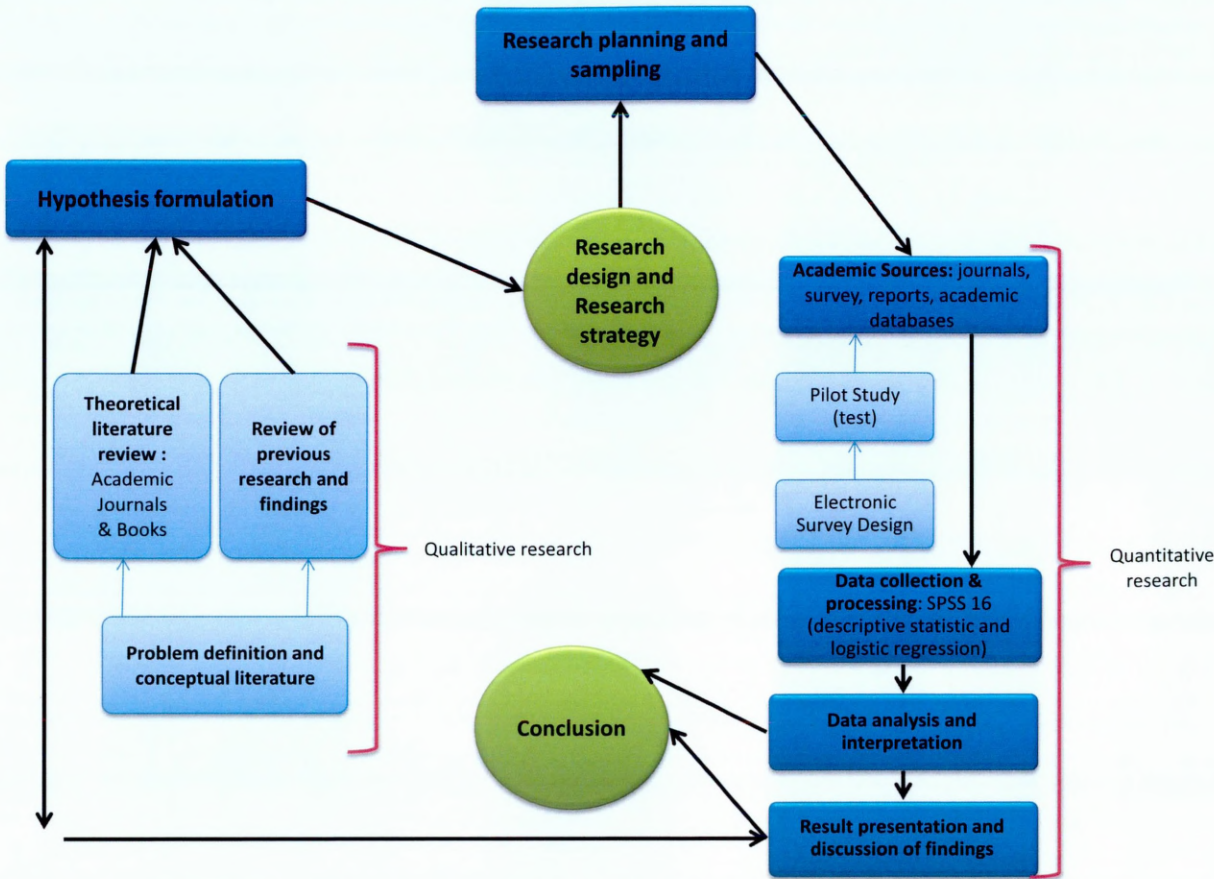 Research planning and
sampling
Hypothesis formulation
Research
design and
Research
strategy
Academic Sources: journals,
survey, reports, academic
databases
Theoretical
literature
review :
Academic
Journals
& Books
Review of
previous
research and
findings
Pilot Study
(test)
Electronic
Survey Design
Qualitative research
Quantitative
research
Problem definition and
conceptual literature
Data collection &
processing: SPSS 16
(descriptive statistic and
logistic regression)
Conclusion
Data analysis and
interpretation
Result presentation and
discussion of findings